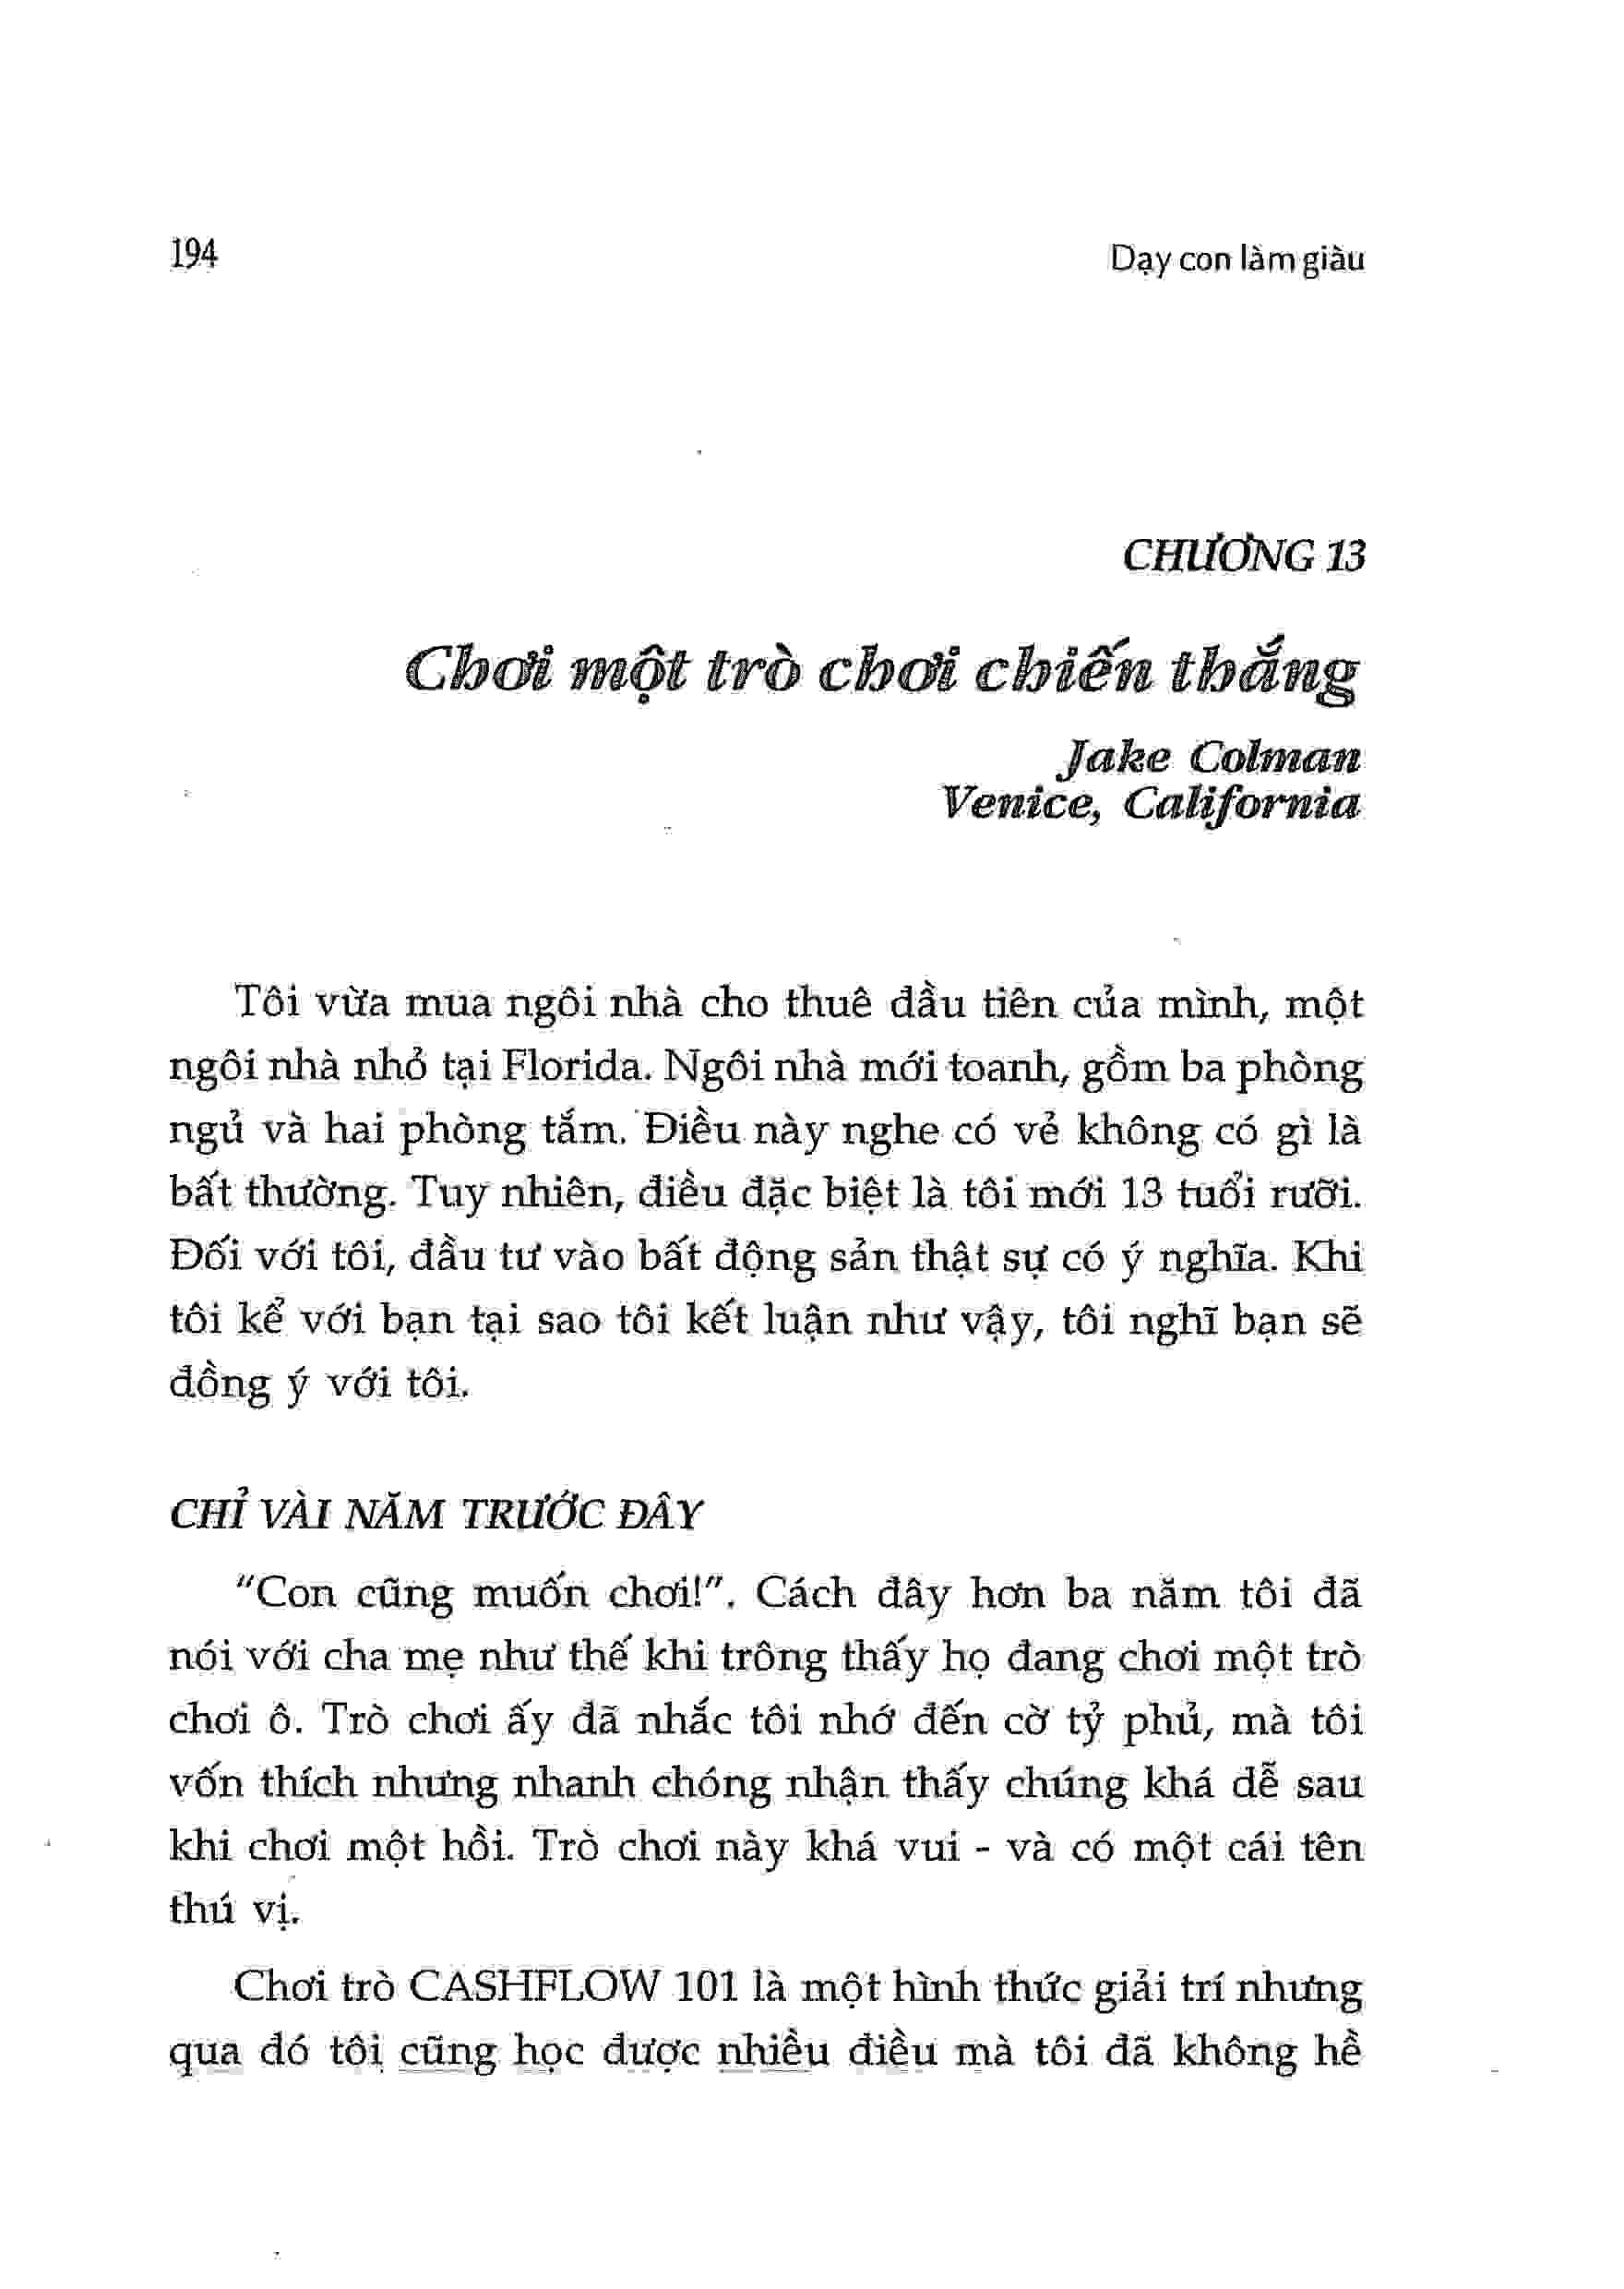 194
Dạy con làm giàu
CHƯƠNG 13
Chơi một trò chơi chiến thắng
Jake Colman
Venice, California
Tôi vừa mua ngôi nhà cho thuê đầu tiên của mình, một
ngôi nhà nhỏ tại Florida. Ngôi nhà mới toanh, gồm ba phòng
ngủ và hai phòng tắm. Điều này nghe có vẻ không có gì là
bất thường. Tuy nhiên, điều đặc biệt là tôi mới 13 tuổi rưỡi.
Đối với tôi, đầu tư vào bất động sản thật sự có ý nghĩa. Khi
tôi kể với bạn tại sao tôi kết luận như vậy, tôi nghĩ bạn sẽ
đồng ý với tôi.
CHỈ VÀI NĂM TRƯỚC ĐÂY
"Con cũng muốn chơi!". Cách đây hơn ba năm tôi đã
nói với cha mẹ như thế khi trông thấy họ đang chơi một trò
chơi ô. Trò chơi ấy đã nhắc tôi nhớ đến cờ tỷ phủ, mà tôi
vốn thích nhưng nhanh chóng nhận thấy chúng khá dễ sau
khi chơi một hồi. Trò chơi này khá vui - và có một cái tên
thú vị.
Chơi trò CASHFLOW 101 là một hình thức giải trí nhưng
qua đó tôi cũng học được nhiều điều mà tôi đã không hề